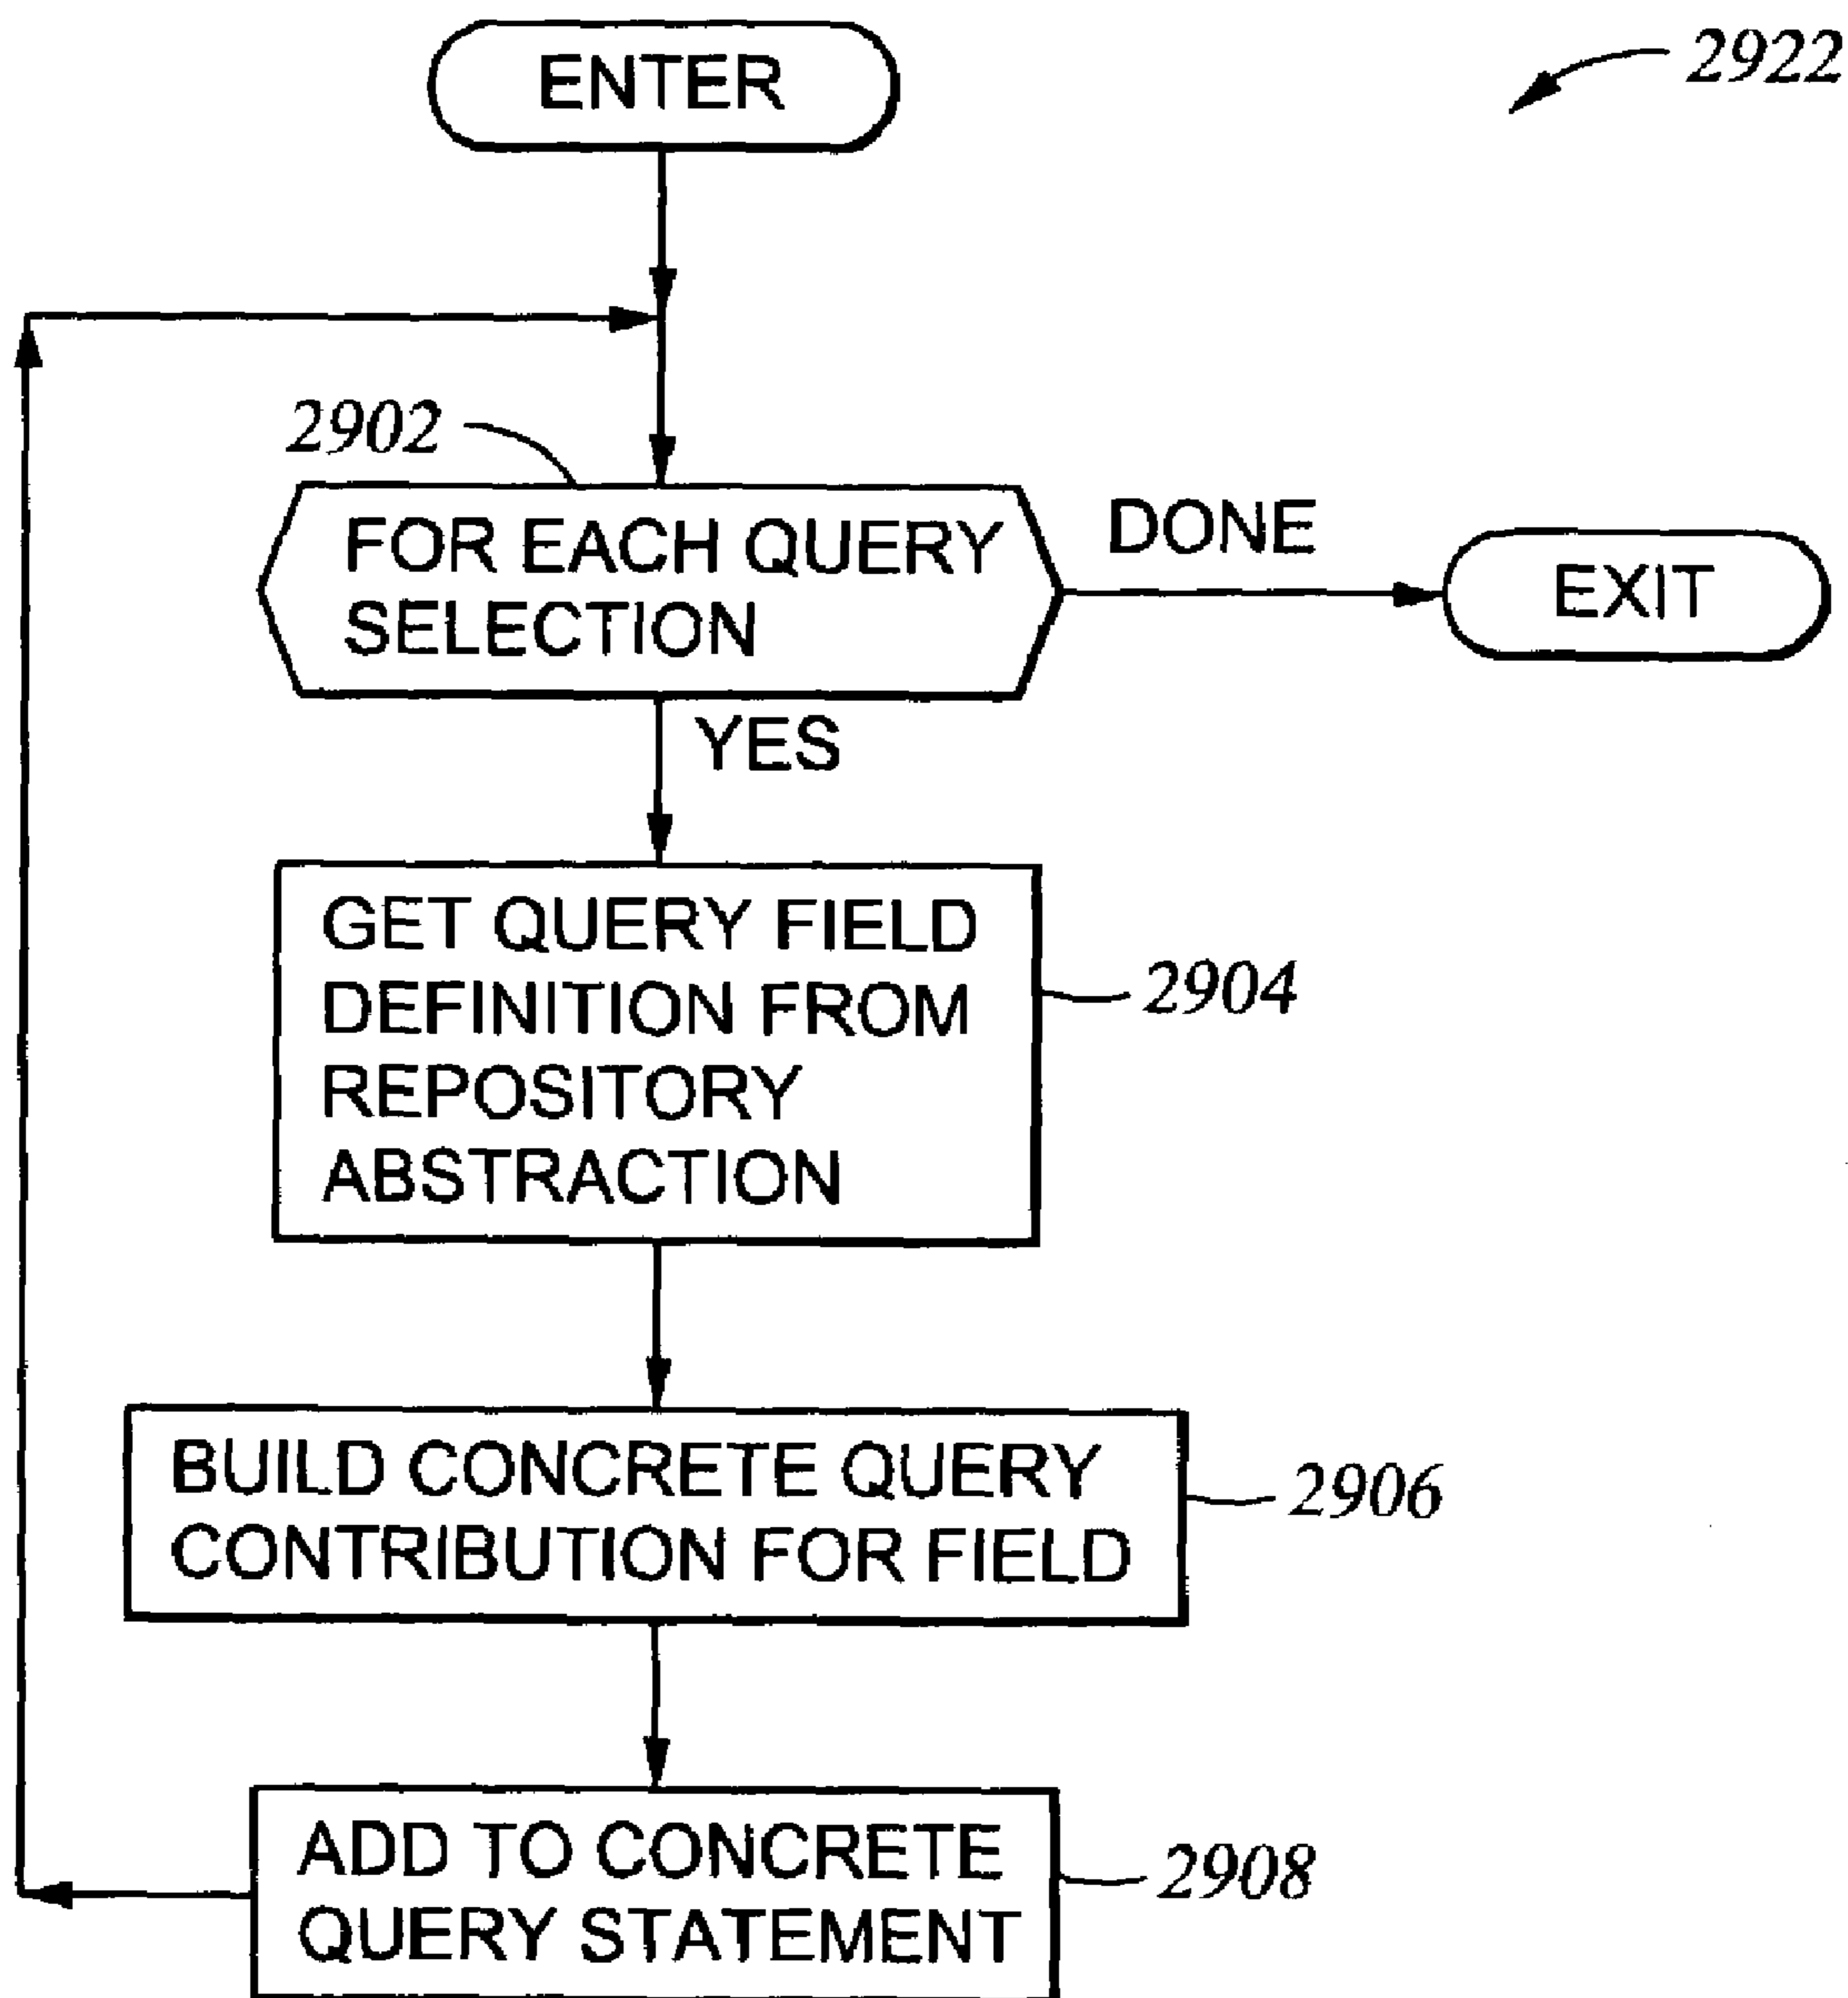 ENTER
2922
2902
FOR EACH QUERY
SELECTION
DONE
EXIT
YES
GET QUERY FIELD
DEFINITION FROM
REPOSITORY
ABSTRACTION
2904
BUILD CONCRETE QUERY
CONTRIBUTION FOR FIELD
2906
ADD TO CONCRETE
QUERY STATEMENT
2908